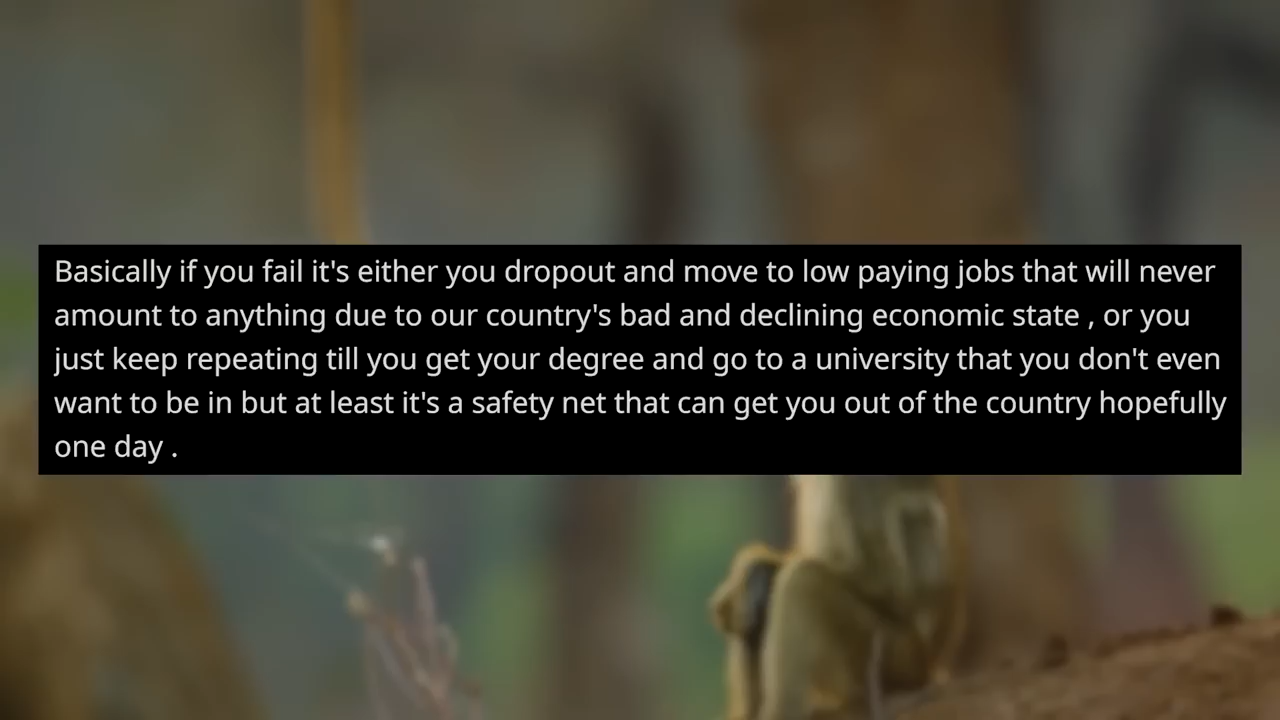 Basically if you fail it's either you dropout and move to low paying jobs that will never
amount to anything due to our country's bad and declining economic state , or you
just keep repeating till you get your degree and go to a university that you don't even
want to be in but at least it's a safety net that can get you out of the country hopefully
one day .